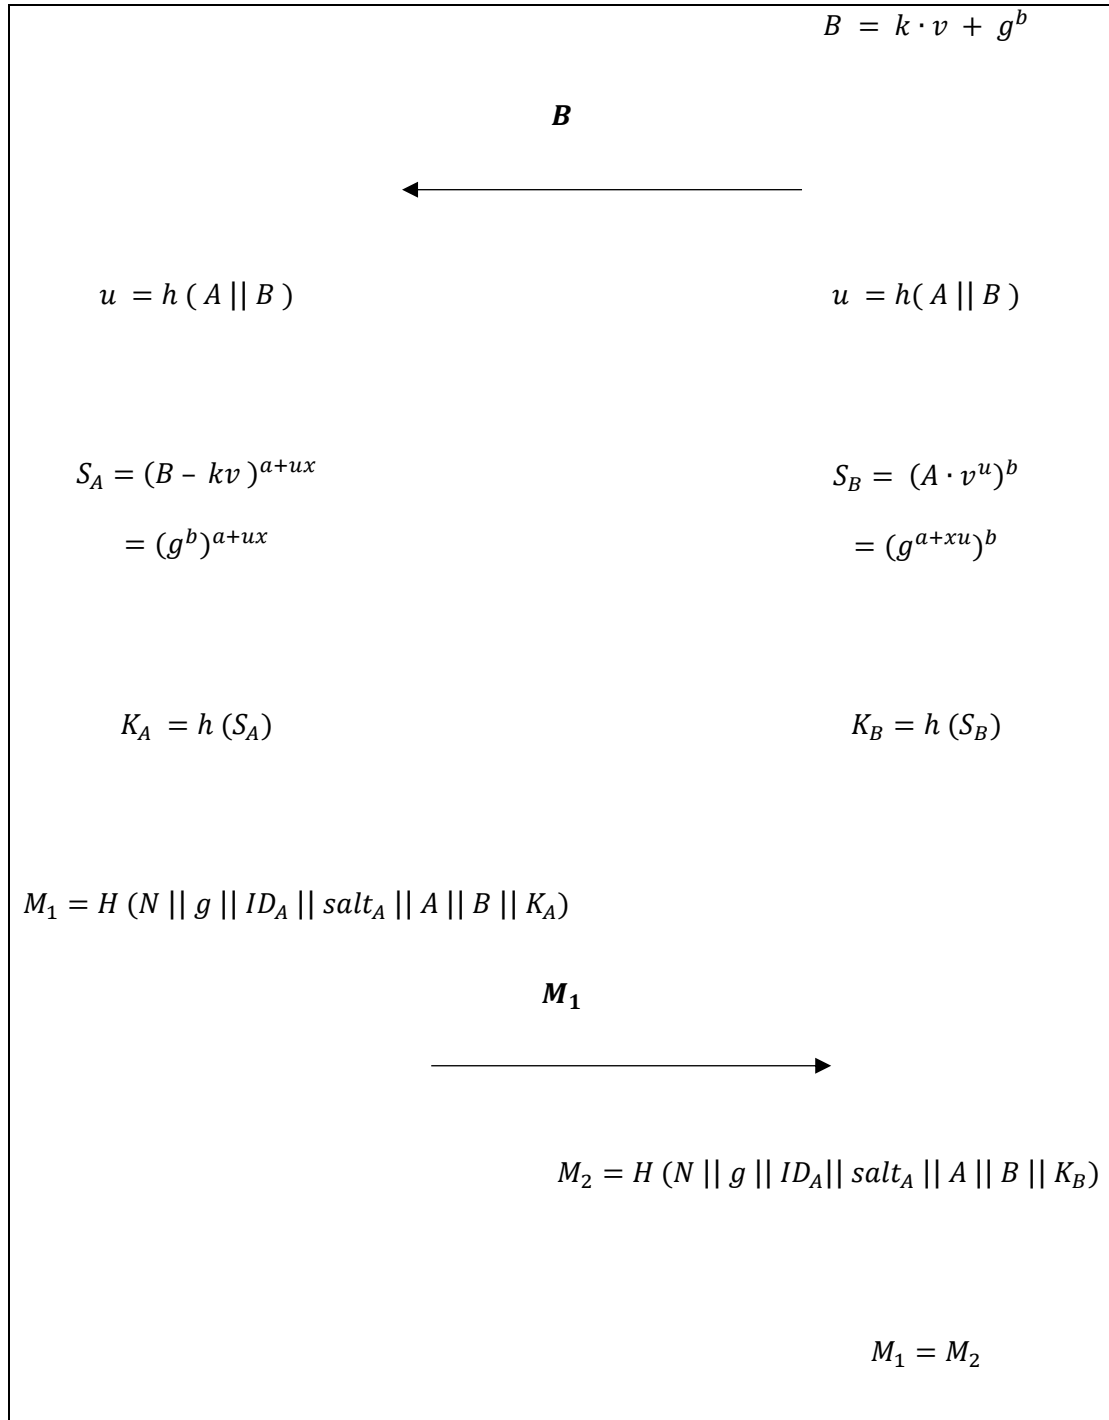 B = k · v + g^b
B
u = h ( A || B ) u = h( A || B )
S_A = (B – kv )^{a+ux} S_B = (A · v^u)^b
= (g^b)^{a+ux} = (g^{a+xu})^b
K_A = h (S_A) K_B = h (S_B)
M_1 = H (N || g || ID_A || salt_A || A || B || K_A)
M_1
M_2 = H (N || g || ID_A|| salt_A || A || B || K_B)
M_1 = M_2